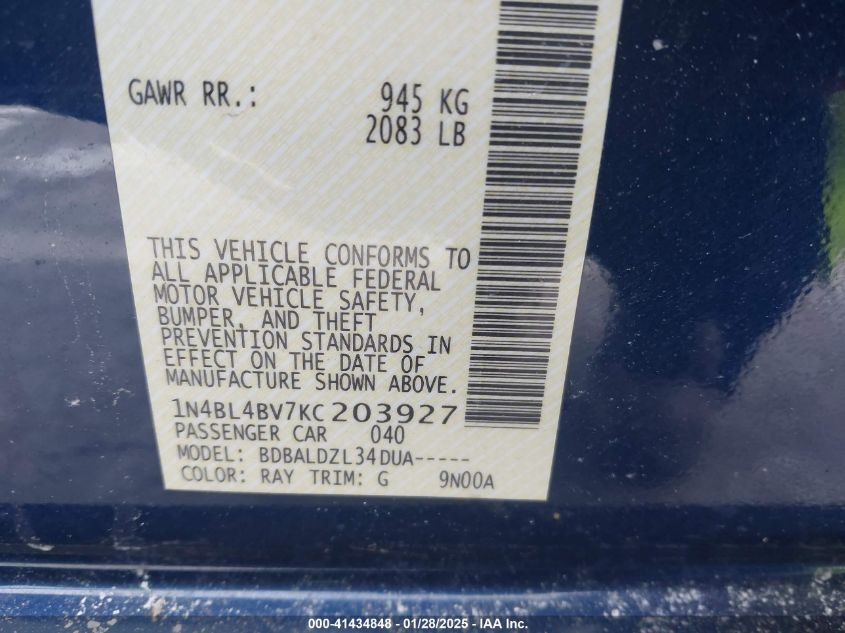 GAWR RR.: 945 KG
2083 LB
THIS VEHICLE CONFORMS TO
ALL APPLICABLE FEDERAL
MOTOR VEHICLE SAFETY,
BUMPER, AND THEFT
PREVENTION STANDARDS IN
EFFECT ON THE DATE OF
MANUFACTURE SHOWN ABOVE.
1N4BL4BV7KC203927
PASSENGER CAR 040
MODEL: BDBALDZL34DUA-----
COLOR: RAY TRIM: G 9N00A
000-41434848 - 01/28/2025 - IAA Inc.